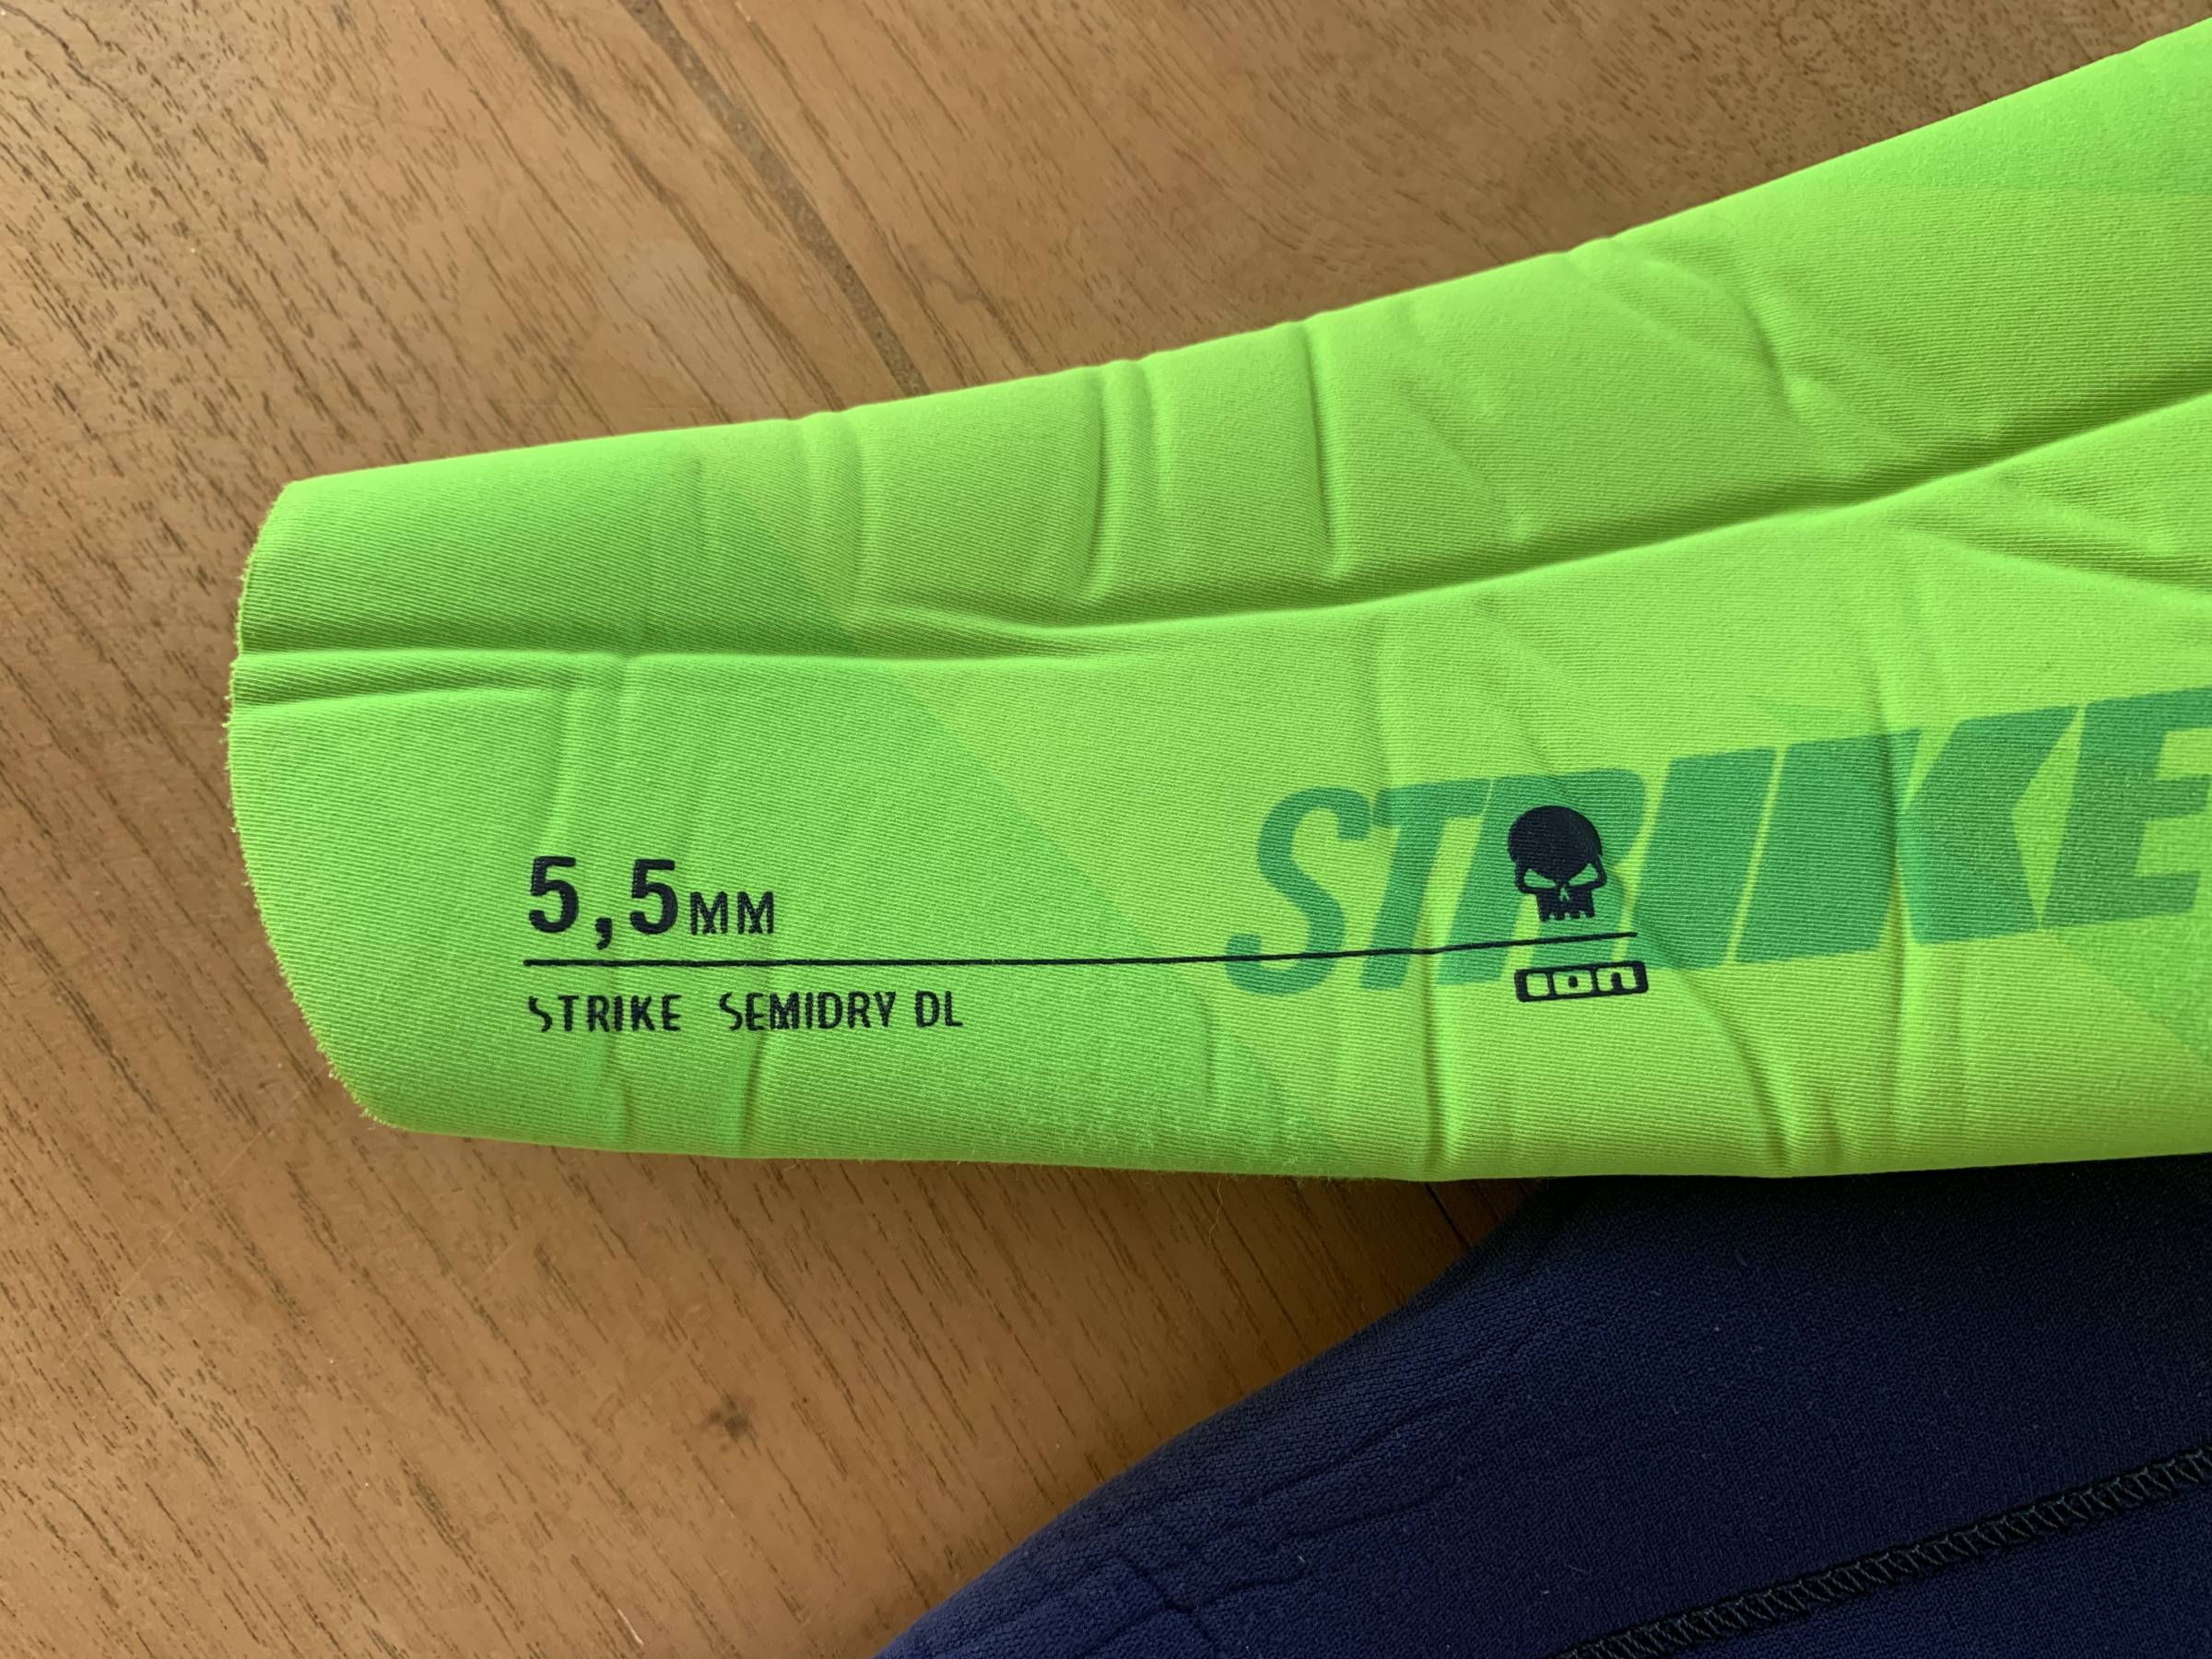 5,5MM
STRIKE SEMIDRY DL
STRIKE
ION